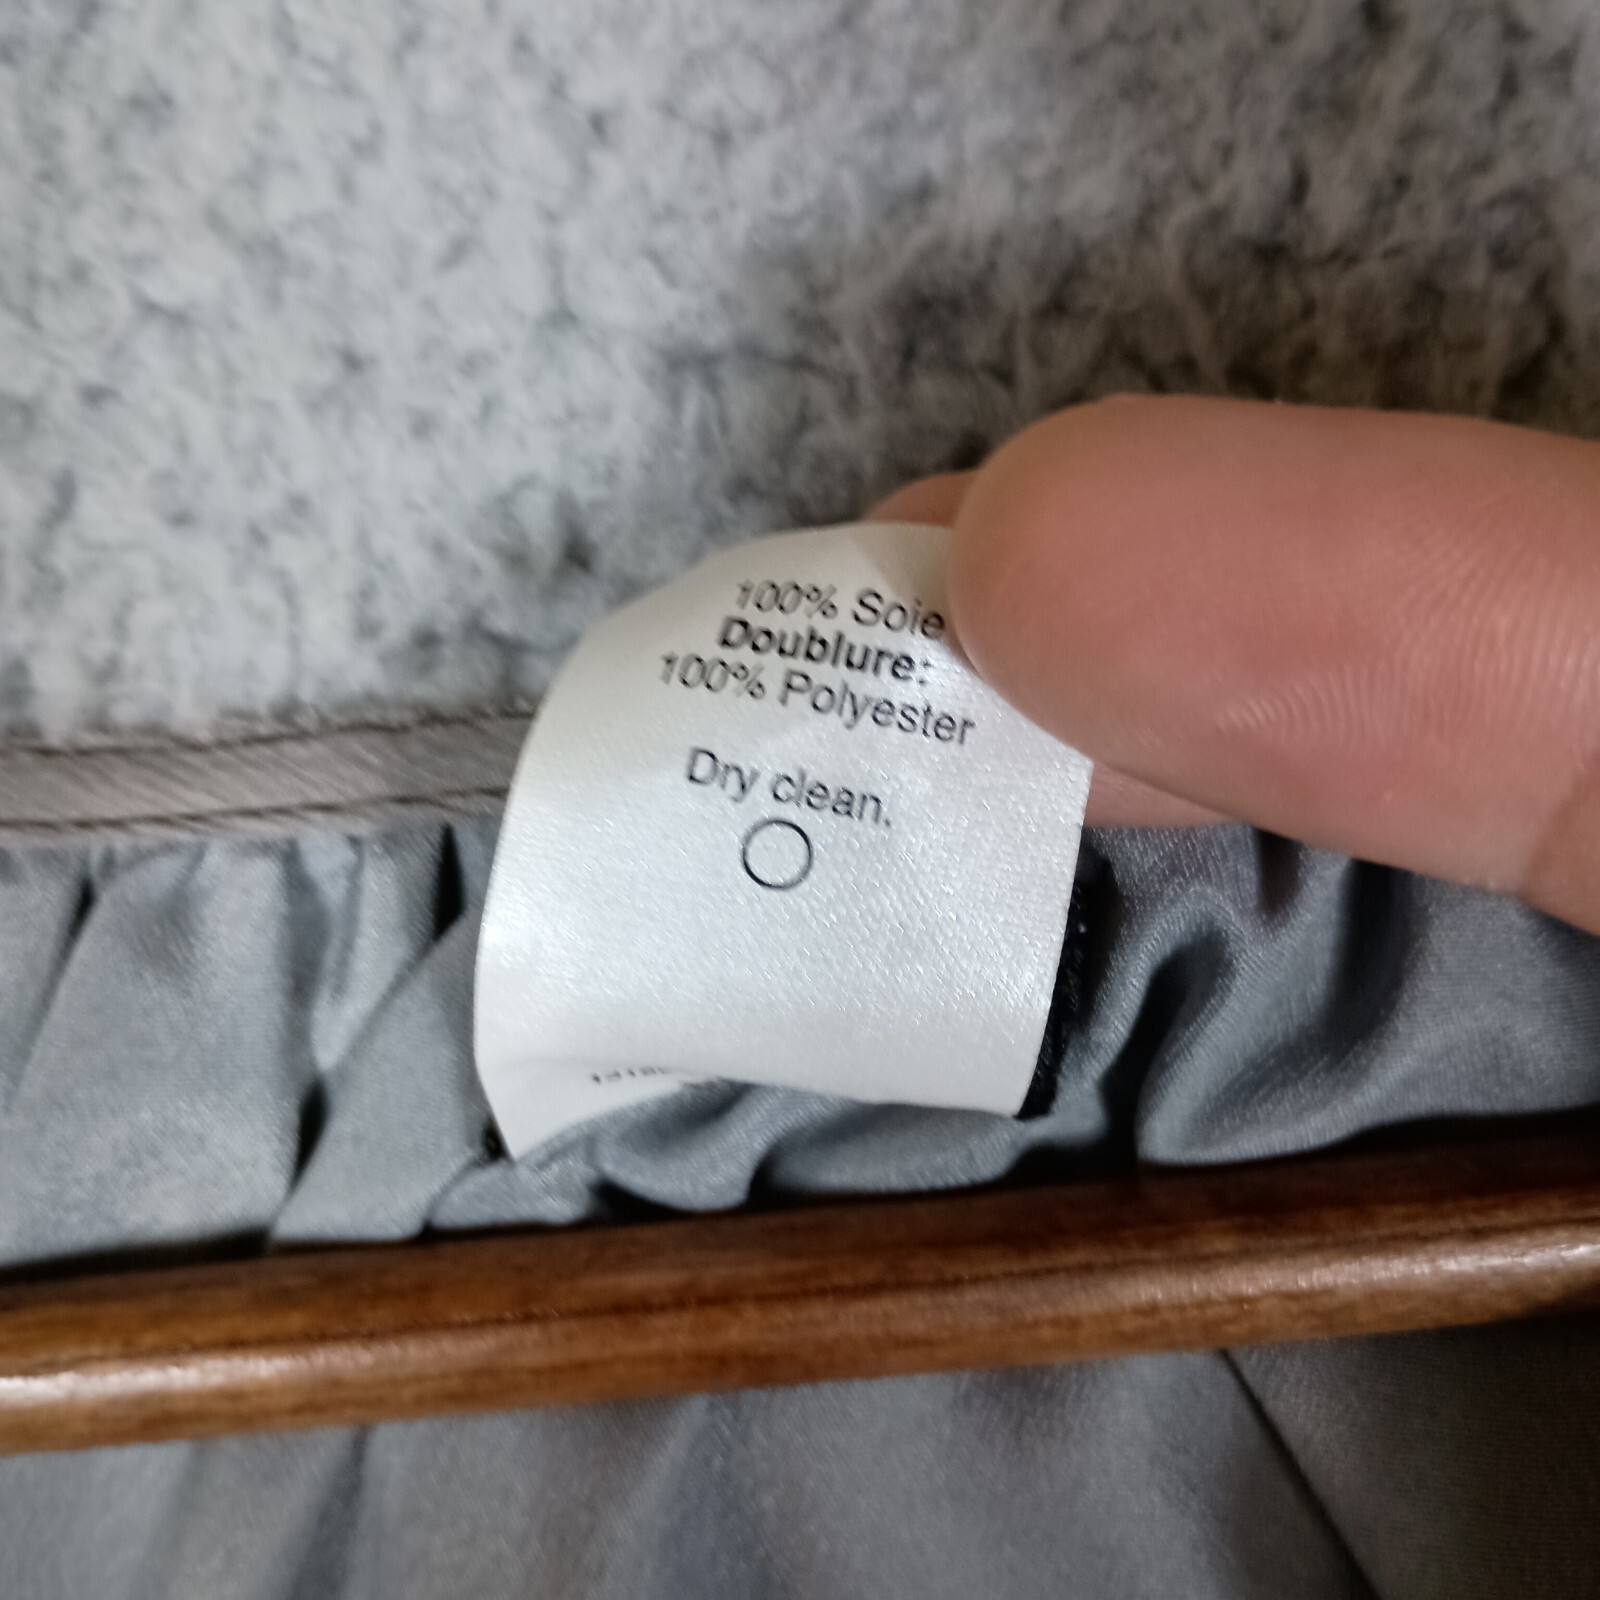 100% Soie
Doublure:
100% Polyester
Dry clean.